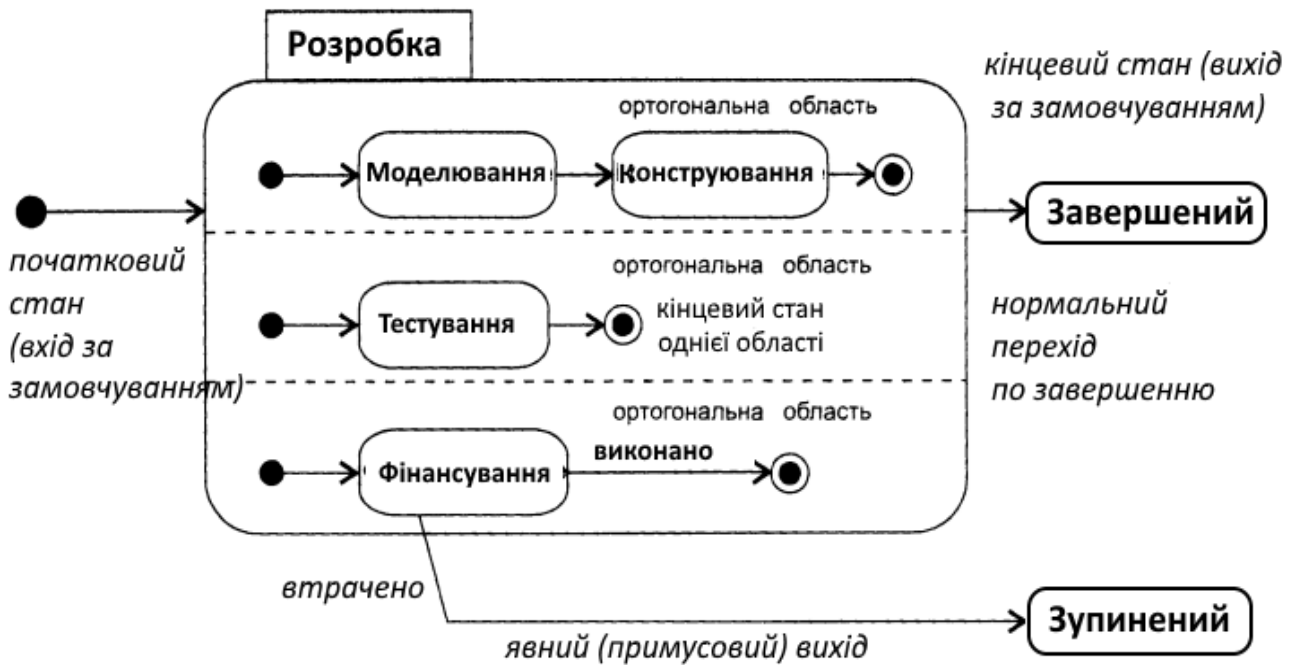 Розробка
кінцевий стан (вихід
за замовчуванням)
ортогональна область
Моделювання
Конструювання
Завершений
початковий
стан
(вхід за
замовчуванням)
ортогональна область
Тестування
кінцевий стан
однієї області
нормальний
перехід
по завершенню
ортогональна область
Фінансування
виконано
втрачено
Зупинений
явний (примусовий) вихід